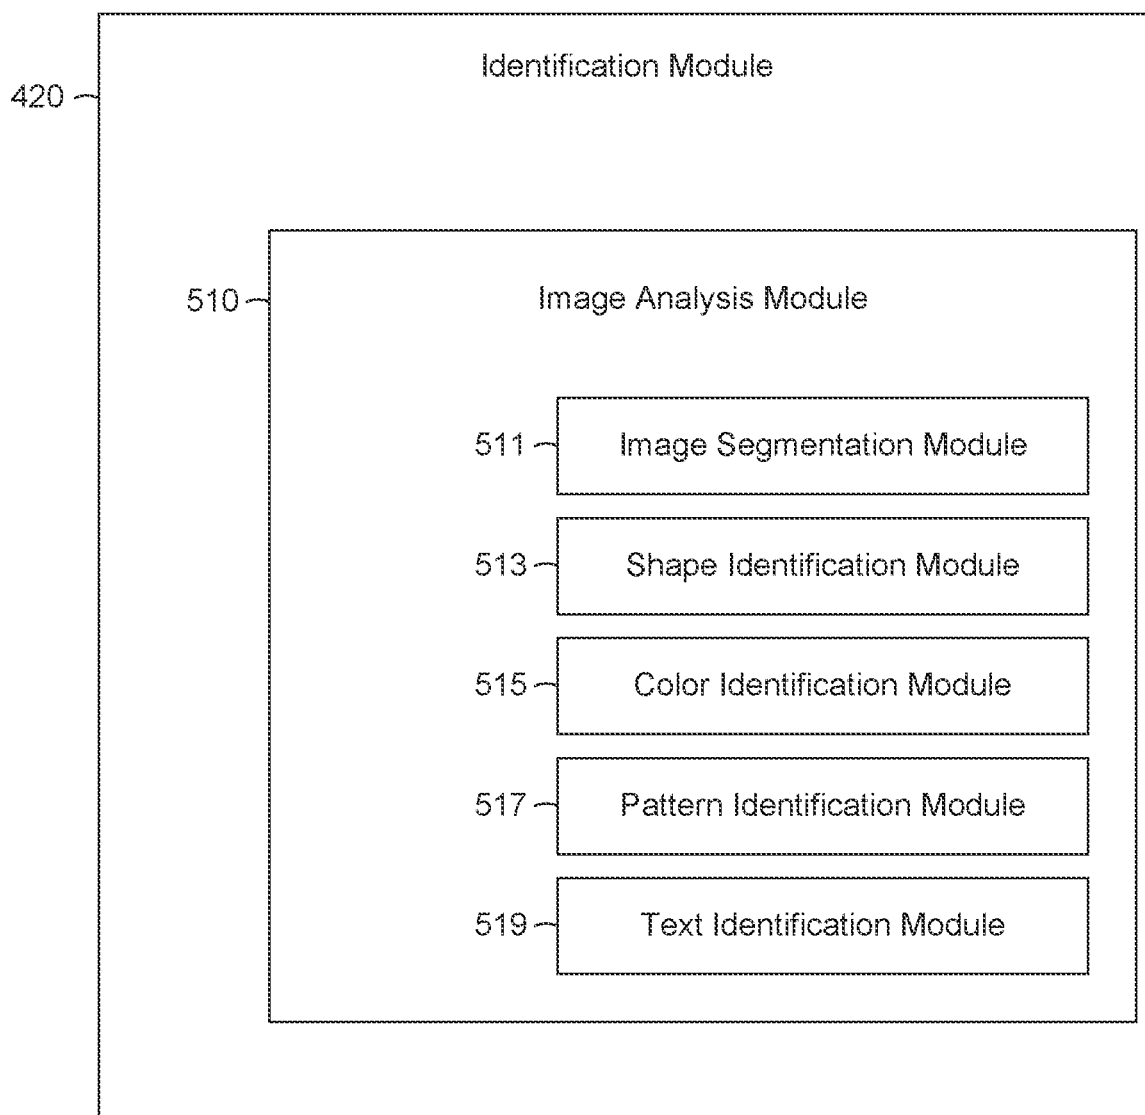 Identification Module
420
510
Image Analysis Module
511
Image Segmentation Module
513
Shape Identification Module
515
Color Identification Module
517
Pattern Identification Module
519
Text Identification Module